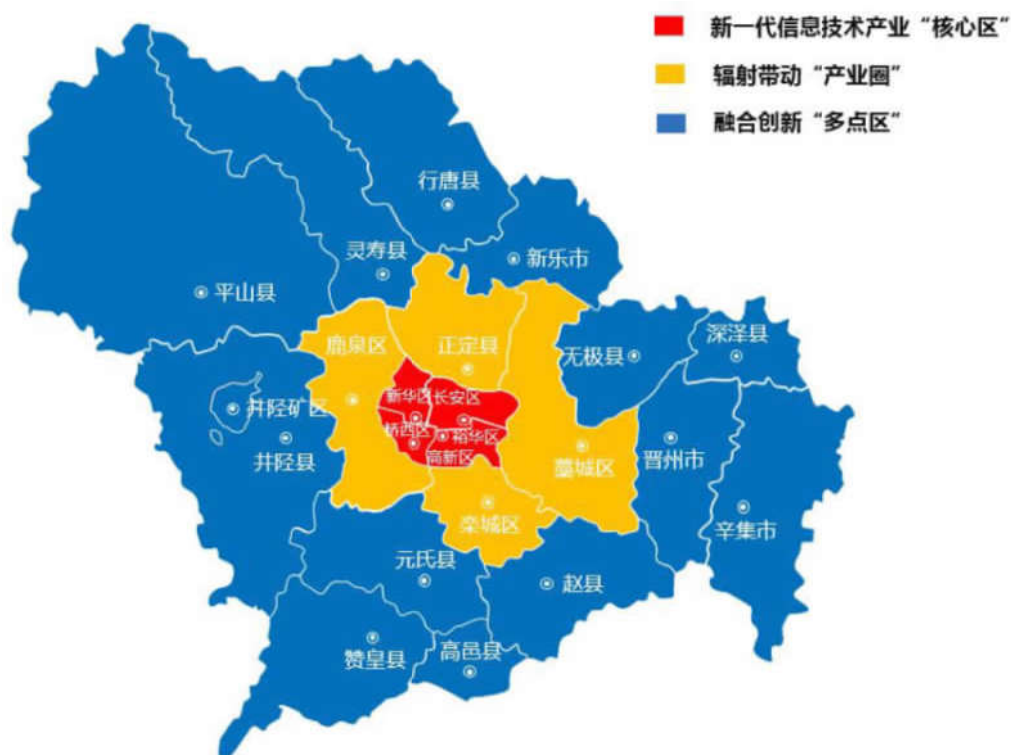 新一代信息技术产业“核心区”
辐射带动“产业圈”
融合创新“多点区”
行唐县
灵寿县
新乐市
平山县
鹿泉区
正定县
无极县
深泽县
新华区
长安区
井陉矿区
桥西区
裕华区
井陉县
高新区
藁城区
晋州市
栾城区
辛集市
元氏县
赵县
赞皇县
高邑县